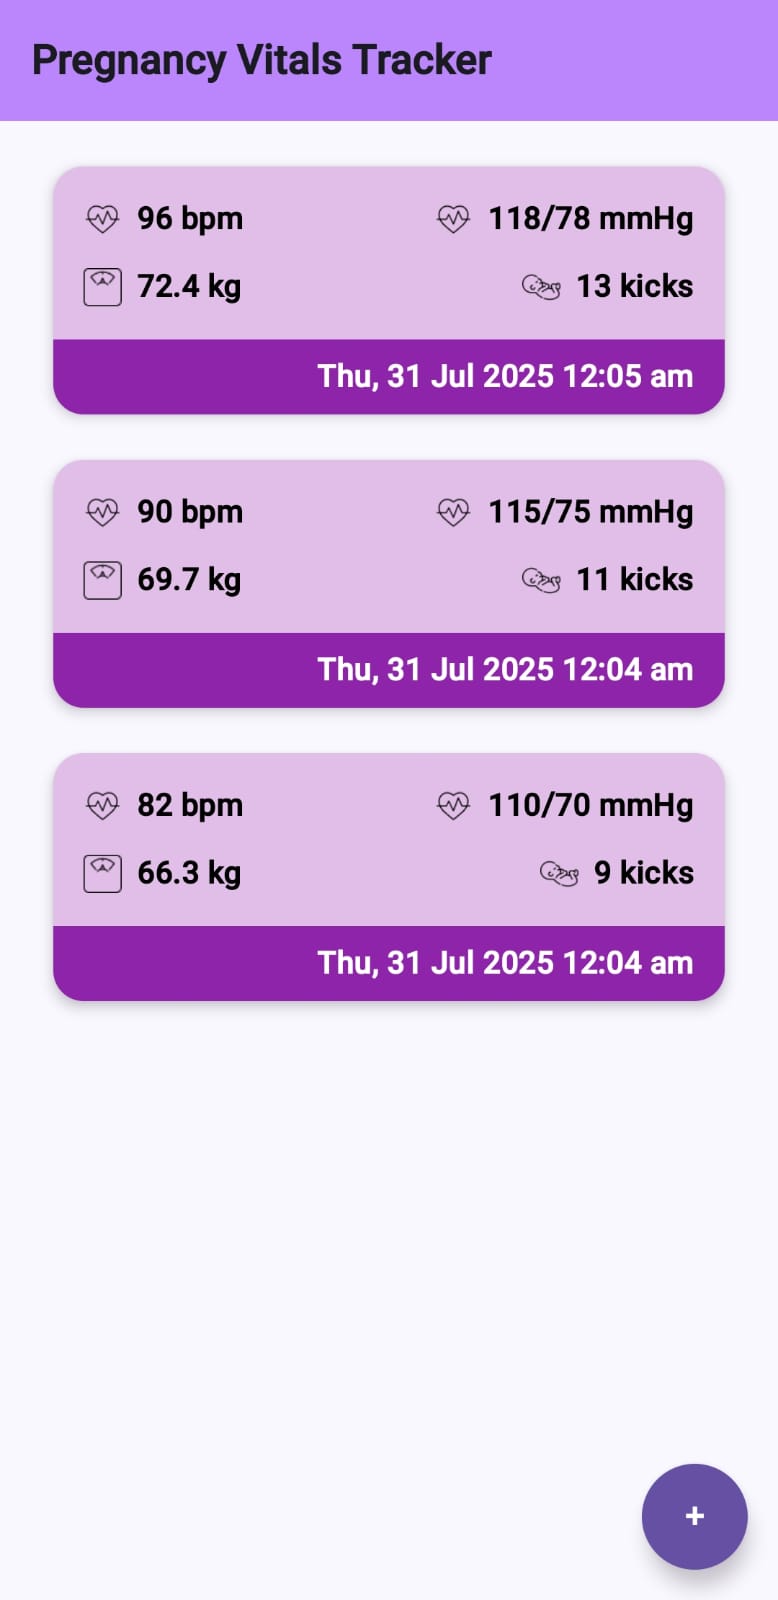 Pregnancy Vitals Tracker
96 bpm 118/78 mmHg
72.4 kg 13 kicks
Thu, 31 Jul 2025 12:05 am
90 bpm 115/75 mmHg
69.7 kg 11 kicks
Thu, 31 Jul 2025 12:04 am
82 bpm 110/70 mmHg
66.3 kg 9 kicks
Thu, 31 Jul 2025 12:04 am
+